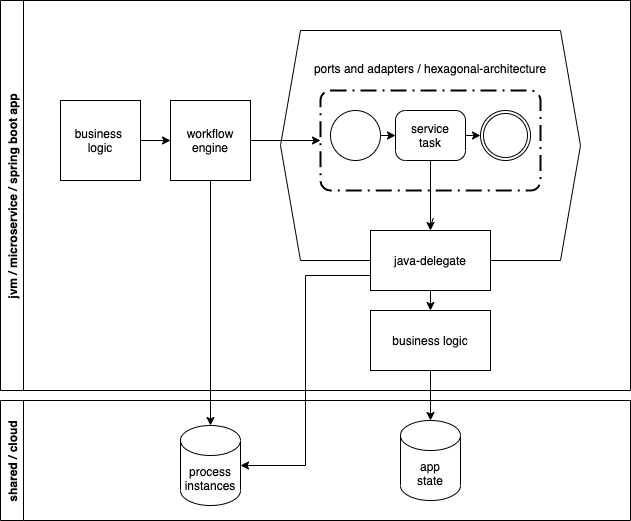 jvm / microservice / spring boot app
ports and adapters / hexagonal-architecture
business
logic
workflow
engine
service
task
java-delegate
business logic
shared / cloud
process
instances
app
state